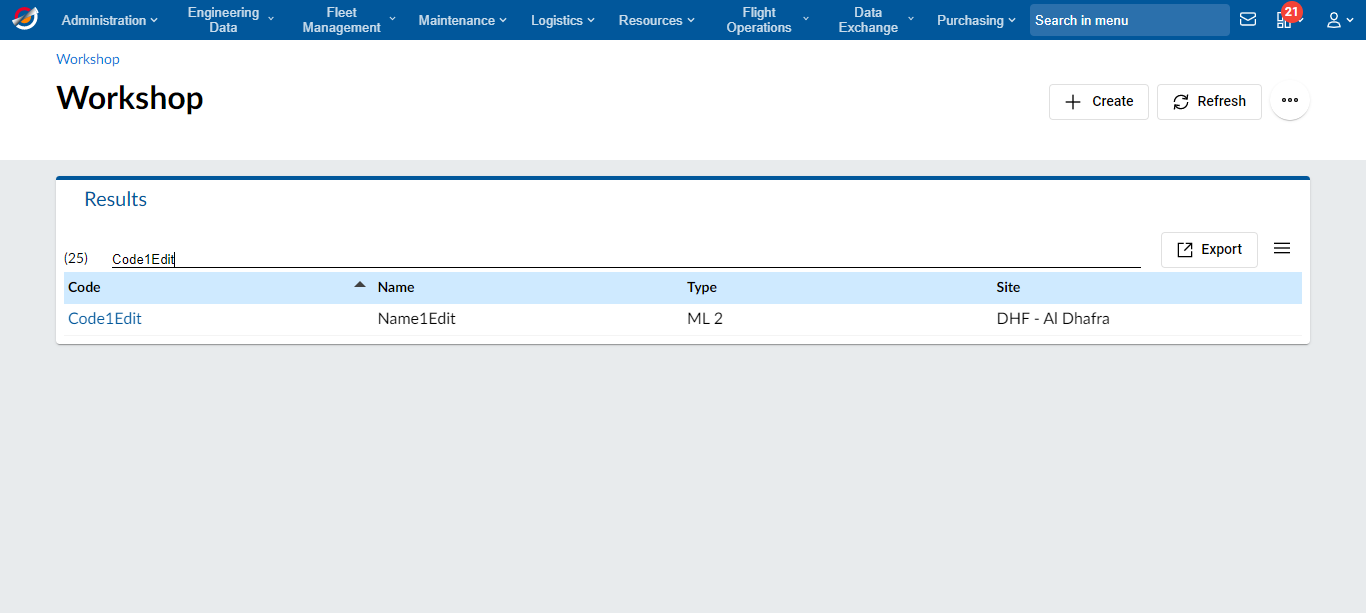 Administration
Engineering
Data
Fleet
Management
Maintenance
Logistics
Resources
Flight
Operations
Data
Exchange
Purchasing
Search in menu
21
Workshop
Workshop
Create
Refresh
Results
(25)
Code1Edit
Export
Code Name Type Site
Code1Edit Name1Edit ML 2 DHF - Al Dhafra